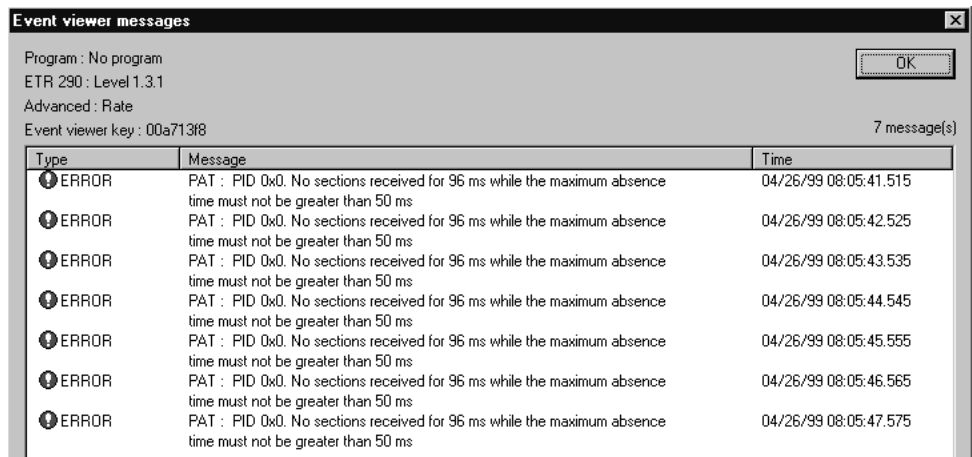 Event viewer messages
Program : No program
OK
ETR 290 : Level 1.3.1
Advanced : Rate
Event viewer key : 00a713f8
7 message(s)
Type Message Time
ERROR PAT : PID 0x0. No sections received for 96 ms while the maximum absence 04/26/99 08:05:41.515
time must not be greater than 50 ms
ERROR PAT : PID 0x0. No sections received for 96 ms while the maximum absence 04/26/99 08:05:42.525
time must not be greater than 50 ms
ERROR PAT : PID 0x0. No sections received for 96 ms while the maximum absence 04/26/99 08:05:43.535
time must not be greater than 50 ms
ERROR PAT : PID 0x0. No sections received for 96 ms while the maximum absence 04/26/99 08:05:44.545
time must not be greater than 50 ms
ERROR PAT : PID 0x0. No sections received for 96 ms while the maximum absence 04/26/99 08:05:45.555
time must not be greater than 50 ms
ERROR PAT : PID 0x0. No sections received for 96 ms while the maximum absence 04/26/99 08:05:46.565
time must not be greater than 50 ms
ERROR PAT : PID 0x0. No sections received for 96 ms while the maximum absence 04/26/99 08:05:47.575
time must not be greater than 50 ms